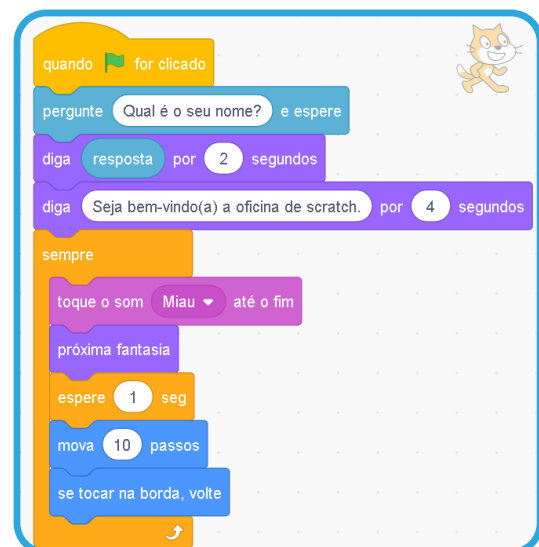 quando for clicado
pergunte Qual é o seu nome? e espere
diga resposta por 2 segundos
diga Seja bem-vindo(a) a oficina de scratch. por 4 segundos
sempre
toque o som Miau até o fim
próxima fantasia
espere 1 seg
mova 10 passos
se tocar na borda, volte